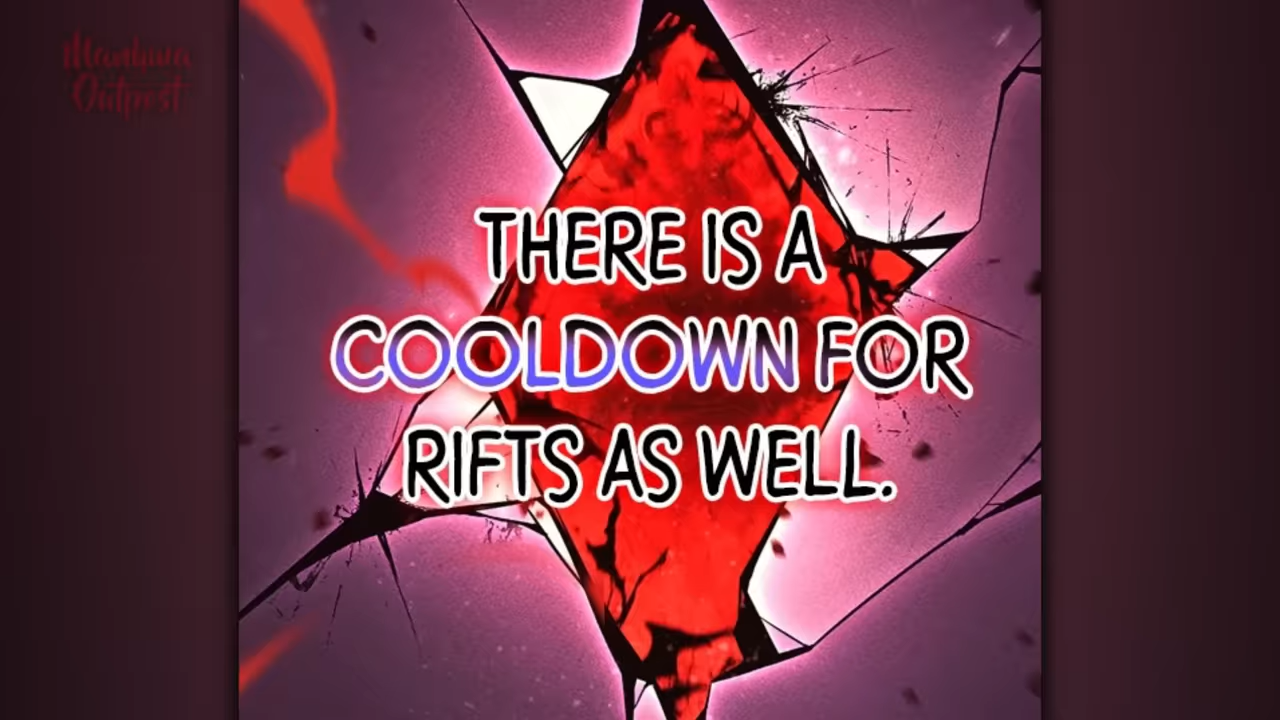 Manhwa
Outpost
THERE IS A
COOLDOWN FOR
RIFTS AS WELL.